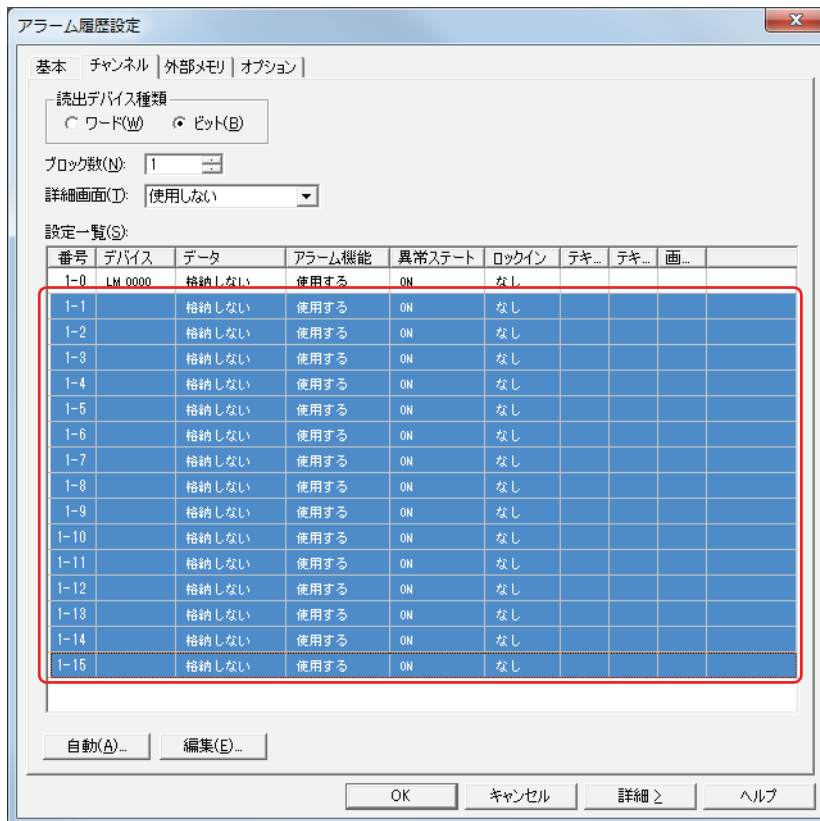 アラーム履歴設定
基本 チャンネル 外部メモリ オプション
読出デバイス種類
ワード(W) ビット(B)
ブロック数(N): 1
詳細画面(T): 使用しない
設定一覧(S):
番号 デバイス データ アラーム機能 異常ステート ロックイン テキ... テキ... 画...
1-0 LM 0000 格納しない 使用する ON なし
1-1 格納しない 使用する ON なし
1-2 格納しない 使用する ON なし
1-3 格納しない 使用する ON なし
1-4 格納しない 使用する ON なし
1-5 格納しない 使用する ON なし
1-6 格納しない 使用する ON なし
1-7 格納しない 使用する ON なし
1-8 格納しない 使用する ON なし
1-9 格納しない 使用する ON なし
1-10 格納しない 使用する ON なし
1-11 格納しない 使用する ON なし
1-12 格納しない 使用する ON なし
1-13 格納しない 使用する ON なし
1-14 格納しない 使用する ON なし
1-15 格納しない 使用する ON なし
自動(A)... 編集(E)...
OK キャンセル 詳細 ≥ ヘルプ